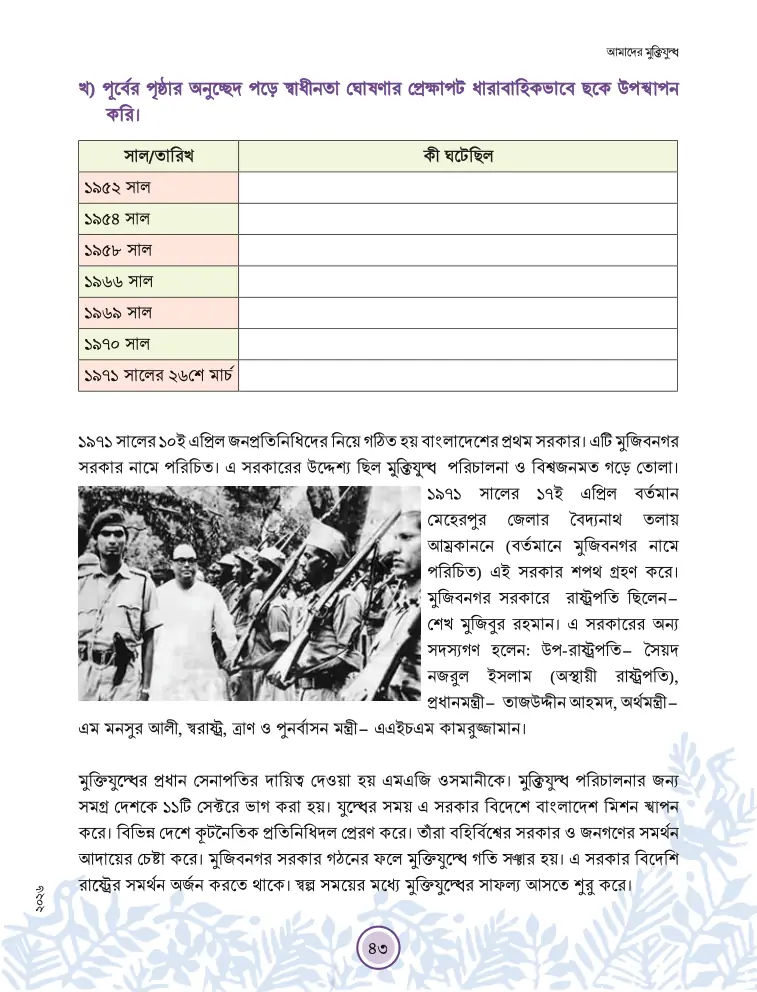 আমাদের মুক্তিযুদ্ধ
খ) পূর্বের পৃষ্ঠার অনুচ্ছেদ পড়ে স্বাধীনতা ঘোষণার প্রেক্ষাপট ধারাবাহিকভাবে ছকে উপস্থাপন
করি।
সাল/তারিখ কী ঘটেছিল
১৯৫২ সাল
১৯৫৪ সাল
১৯৫৮ সাল
১৯৬৬ সাল
১৯৬৯ সাল
১৯৭০ সাল
১৯৭১ সালের ২৬শে মার্চ
১৯৭১ সালের ১০ই এপ্রিল জনপ্রতিনিধিদের নিয়ে গঠিত হয় বাংলাদেশের প্রথম সরকার। এটি মুজিবনগর
সরকার নামে পরিচিত। এ সরকারের উদ্দেশ্য ছিল মুক্তিযুদ্ধ পরিচালনা ও বিশ্বজনমত গড়ে তোলা।
১৯৭১ সালের ১৭ই এপ্রিল বর্তমান
মেহেরপুর জেলার বৈদ্যনাথ তলায়
আম্রকাননে (বর্তমানে মুজিবনগর নামে
পরিচিত) এই সরকার শপথ গ্রহণ করে।
মুজিবনগর সরকারে রাষ্ট্রপতি ছিলেন–
শেখ মুজিবুর রহমান। এ সরকারের অন্য
সদস্যগণ হলেন: উপ-রাষ্ট্রপতি– সৈয়দ
নজরুল ইসলাম (অস্থায়ী রাষ্ট্রপতি),
প্রধানমন্ত্রী– তাজউদ্দীন আহমদ, অর্থমন্ত্রী–
এম মনসুর আলী, স্বরাষ্ট্র, ত্রাণ ও পুনর্বাসন মন্ত্রী– এএইচএম কামরুজ্জামান।
মুক্তিযুদ্ধের প্রধান সেনাপতির দায়িত্ব দেওয়া হয় এমএজি ওসমানীকে। মুক্তিযুদ্ধ পরিচালনার জন্য
সমগ্র দেশকে ১১টি সেক্টরে ভাগ করা হয়। যুদ্ধের সময় এ সরকার বিদেশে বাংলাদেশ মিশন স্থাপন
করে। বিভিন্ন দেশে কূটনৈতিক প্রতিনিধিদল প্রেরণ করে। তাঁরা বহির্বিশ্বের সরকার ও জনগণের সমর্থন
আদায়ের চেষ্টা করে। মুজিবনগর সরকার গঠনের ফলে মুক্তিযুদ্ধে গতি সঞ্চার হয়। এ সরকার বিদেশি
রাষ্ট্রের সমর্থন অর্জন করতে থাকে। স্বল্প সময়ের মধ্যে মুক্তিযুদ্ধের সাফল্য আসতে শুরু করে।
২০২৬
৪৩